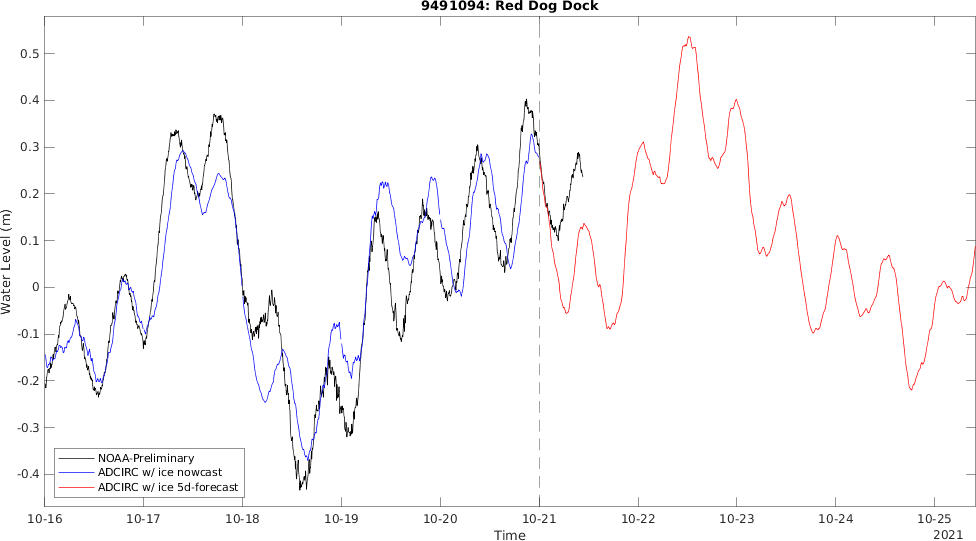 9491094: Red Dog Dock
Water Level (m)
0.5
0.4
0.3
0.2
0.1
0
-0.1
-0.2
-0.3
-0.4
NOAA-Preliminary
ADCIRC w/ ice nowcast
ADCIRC w/ ice 5d-forecast
10-16 10-17 10-18 10-19 10-20 10-21 10-22 10-23 10-24 10-25
Time
2021